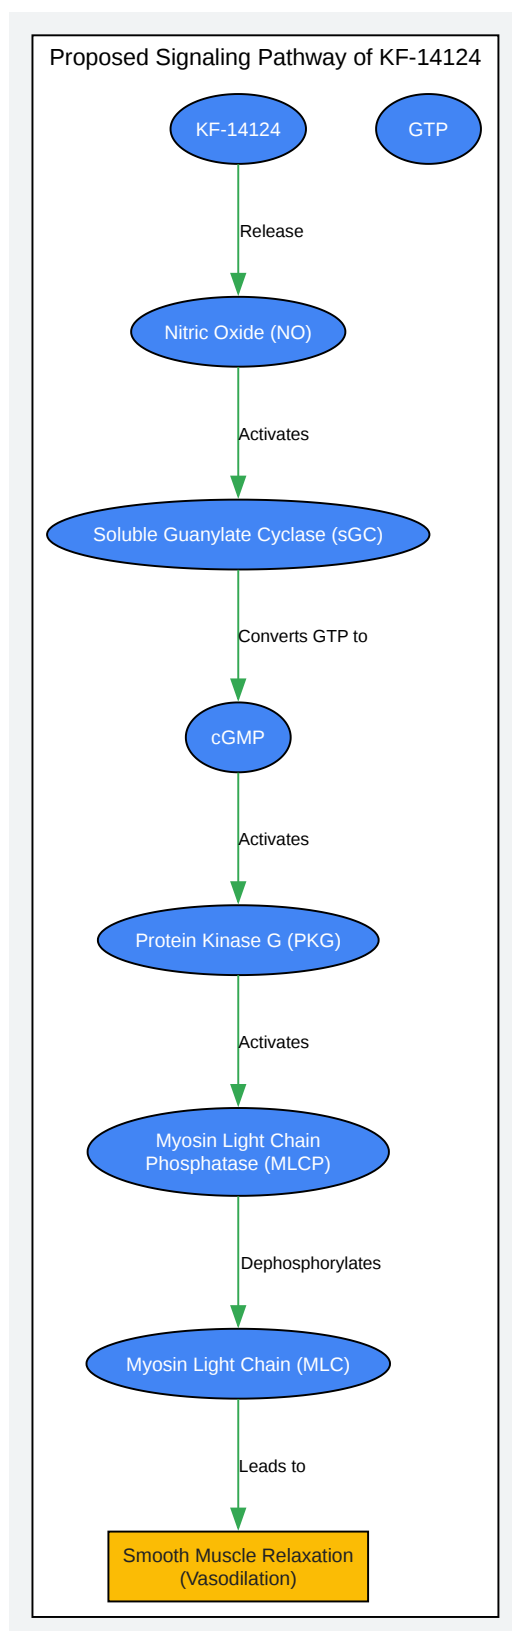 Proposed Signaling Pathway of KF-14124
KF-14124
GTP
Release
Nitric Oxide (NO)
Activates
Soluble Guanylate Cyclase (sGC)
Converts GTP to
cGMP
Activates
Protein Kinase G (PKG)
Activates
Myosin Light Chain
Phosphatase (MLCP)
Dephosphorylates
Myosin Light Chain (MLC)
Leads to
Smooth Muscle Relaxation
(Vasodilation)